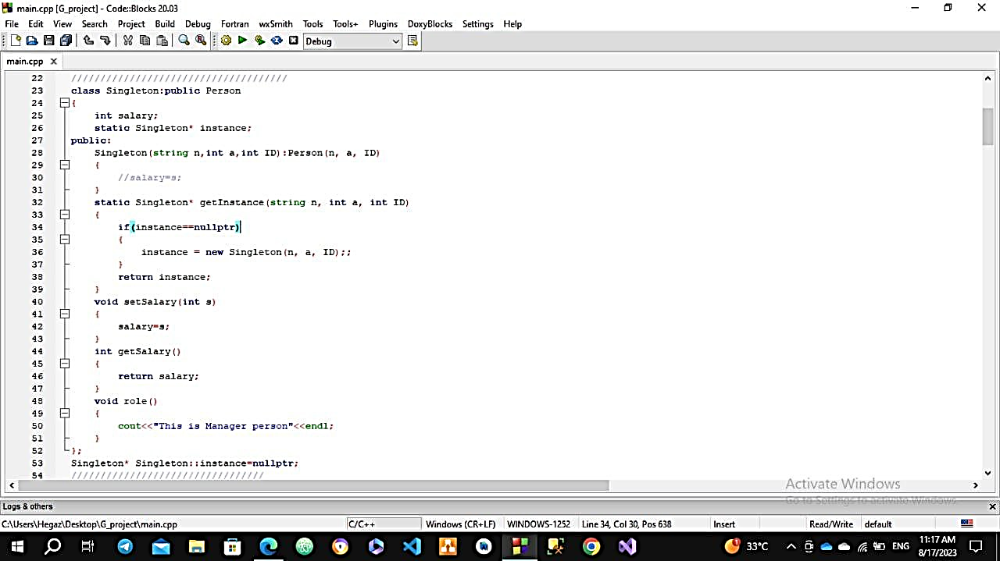 main.cpp [G_project] - Code::Blocks 20.03
File Edit View Search Project Build Debug Fortran wxSmith Tools Tools+ Plugins DoxyBlocks Settings Help
Debug
main.cpp
22 /////////////////////////////////////
23 class Singleton:public Person
24 {
25 int salary;
26 static Singleton* instance;
27 public:
28 Singleton(string n,int a,int ID):Person(n, a, ID)
29 {
30 //salary=s;
31 }
32 static Singleton* getInstance(string n, int a, int ID)
33 {
34 if(instance==nullptr)
35 {
36 instance = new Singleton(n, a, ID);;
37 }
38 return instance;
39 }
40 void setSalary(int s)
41 {
42 salary=s;
43 }
44 int getSalary()
45 {
46 return salary;
47 }
48 void role()
49 {
50 cout<<"This is Manager person"<<endl;
51 }
52 };
53 Singleton* Singleton::instance=nullptr;
54 /////////////////////////////////
Activate Windows
Go to Settings to activate Windows.
Logs & others
C:\Users\Hegaz\Desktop\G_project\main.cpp C/C++ Windows (CR+LF) WINDOWS-1252 Line 34, Col 30, Pos 638 Insert Read/Write default
33°C ENG 11:17 AM
8/17/2023